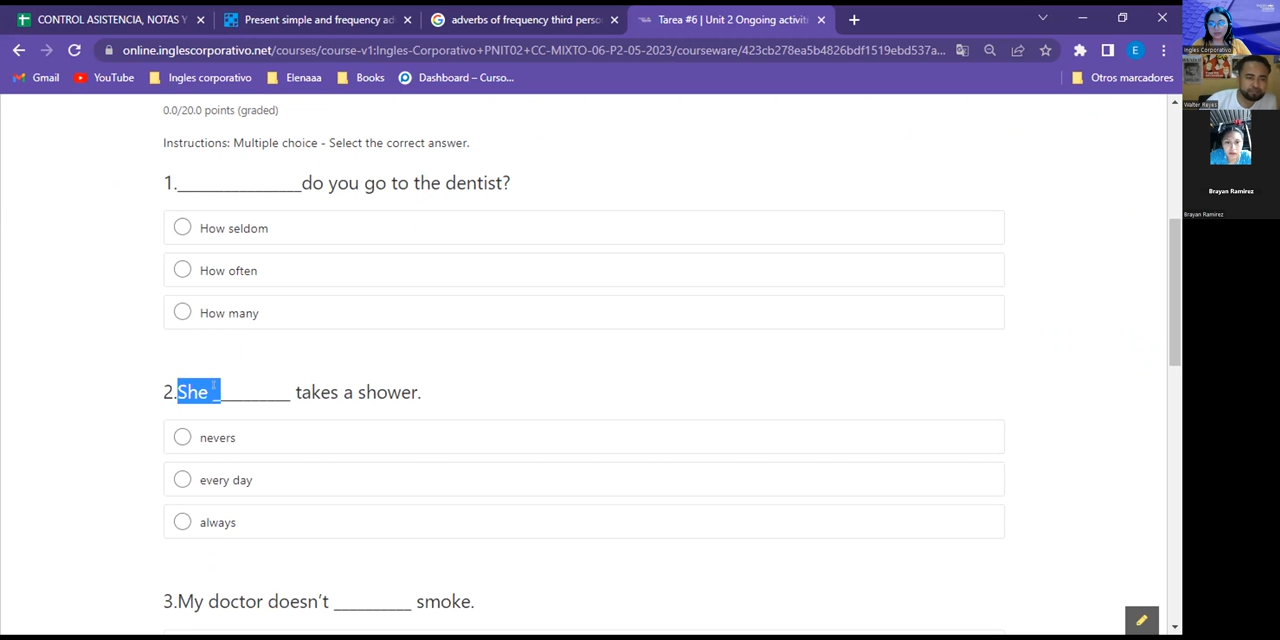 CONTROL ASISTENCIA, NOTAS Y
Present simple and frequency ad
adverbs of frequency third perso
Tarea #6 | Unit 2 Ongoing activiti
online.inglescorporativo.net/courses/course-v1:Ingles-Corporativo+PNIT02+CC-MIXTO-06-P2-05-2023/courseware/423cb278ea5b4826bdf1519ebd537a...
E
Gmail
YouTube
Ingles corporativo
Elenaaa
Books
Dashboard – Curso...
Otros marcadores
0.0/20.0 points (graded)
Instructions: Multiple choice - Select the correct answer.
1.______________do you go to the dentist?
How seldom
How often
How many
2.She _________ takes a shower.
nevers
every day
always
3.My doctor doesn't _________ smoke.
Ingles Corporativo
Walter Reyes
Brayan Ramirez
Brayan Ramirez